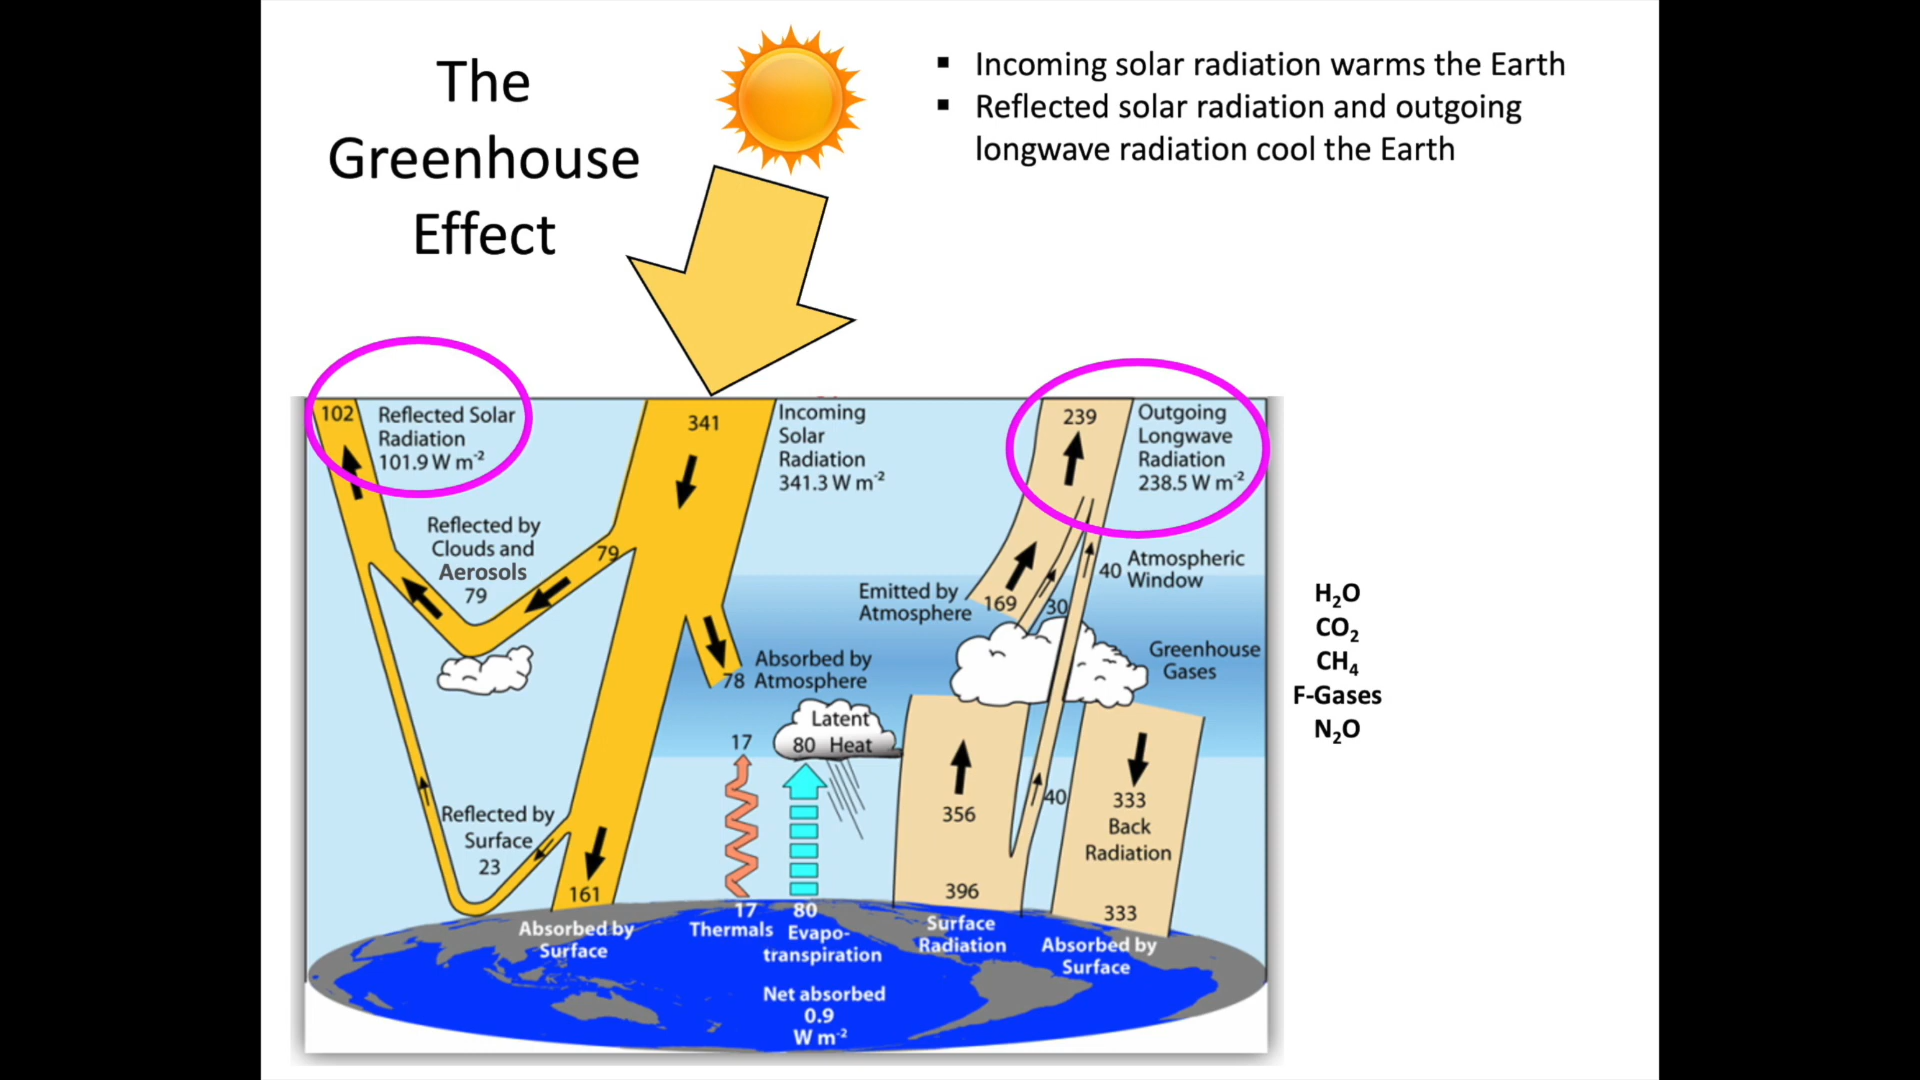 The
Greenhouse
Effect
▪ Incoming solar radiation warms the Earth
▪ Reflected solar radiation and outgoing
longwave radiation cool the Earth
102
Reflected Solar
Radiation
101.9 W m⁻²
341
Incoming
Solar
Radiation
341.3 W m⁻²
239
Outgoing
Longwave
Radiation
238.5 W m⁻²
Reflected by
Clouds and
Aerosols
79
79
Emitted by
Atmosphere
169
30
40
Atmospheric
Window
Greenhouse
Gases
H₂O
CO₂
CH₄
F-Gases
N₂O
Absorbed by
78 Atmosphere
Latent
80 Heat
17
Reflected by
Surface
23
161
356
40
333
Back
Radiation
396
333
Absorbed by
Surface
17
Thermals
80
Evapo-
transpiration
Surface
Radiation
Absorbed by
Surface
Net absorbed
0.9
W m⁻²